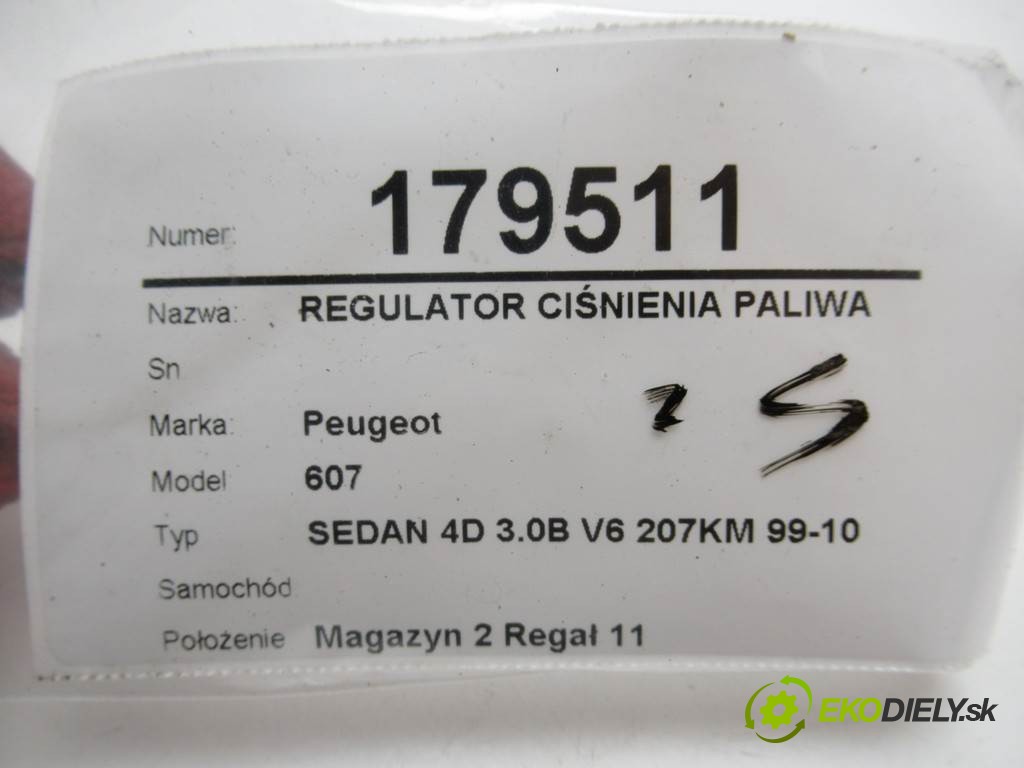 Numer: 179511
Nazwa: REGULATOR CIŚNIENIA PALIWA
Sn
Marka: Peugeot
Model 607
Typ SEDAN 4D 3.0B V6 207KM 99-10
Samochód
Położenie Magazyn 2 Regał 11
EKODIELY.sk